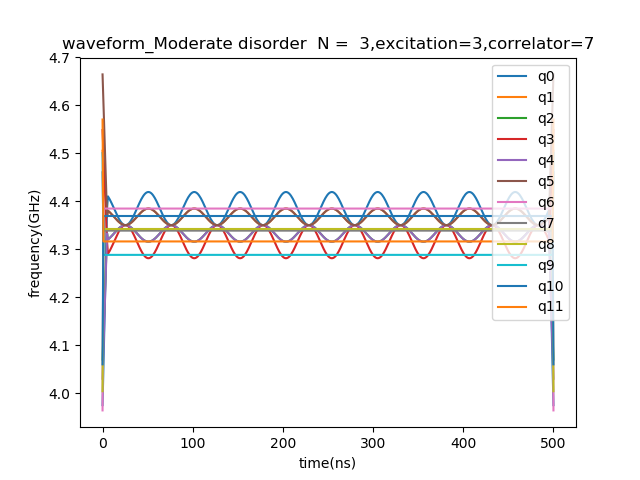 waveform_Moderate disorder  N =  3,excitation=3,correlator=7
4.7
4.6
4.5
4.4
4.3
4.2
4.1
4.0
frequency(GHz)
0
100
200
300
400
500
time(ns)
q0
q1
q2
q3
q4
q5
q6
q7
q8
q9
q10
q11